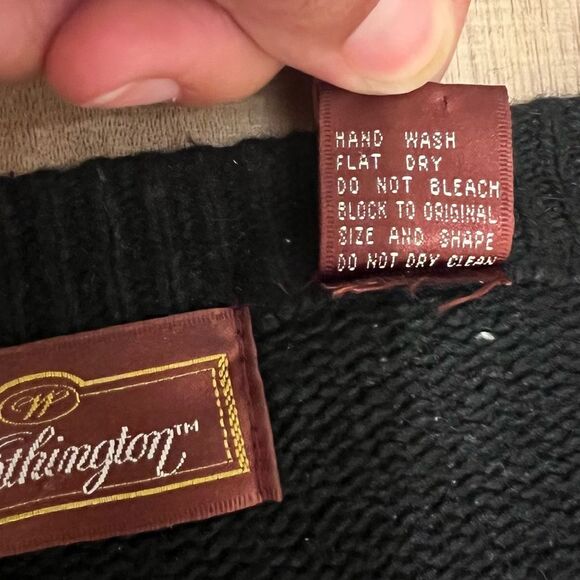 HAND WASH
FLAT DRY
DO NOT BLEACH
BLOCK TO ORIGINAL
SIZE AND SHAPE
DO NOT DRY CLEAN
W
thington™